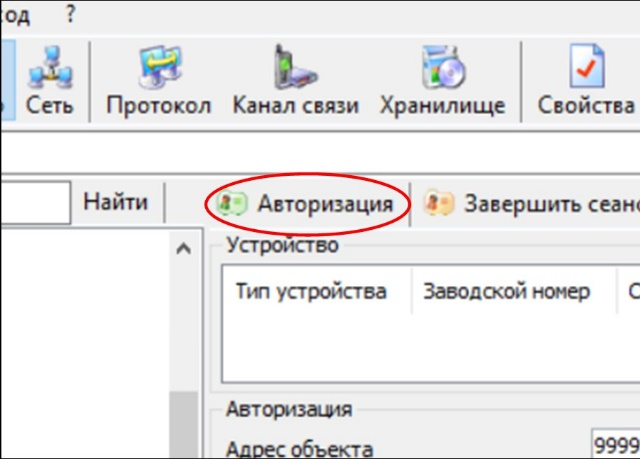 од ?
Сеть Протокол Канал связи Хранилище Свойства
Найти Авторизация Завершить сеанс
Устройство
Тип устройства Заводской номер
Авторизация
Адрес объекта 9999